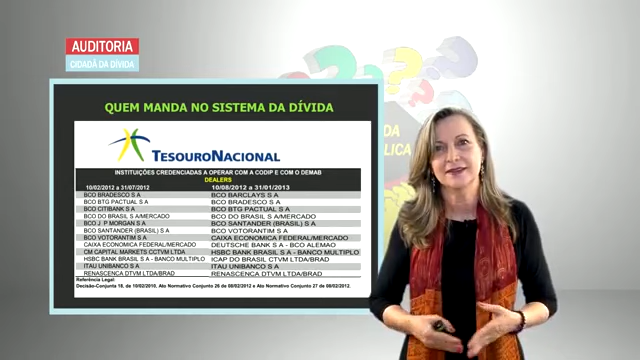 AUDITORIA
CIDADÃ DA DÍVIDA
QUEM MANDA NO SISTEMA DA DÍVIDA
TESOURONACIONAL
INSTITUIÇÕES CREDENCIADAS A OPERAR COM A CODIP E COM O DEMAB
DEALERS
10/02/2012 a 31/07/2012 10/08/2012 a 31/01/2013
BCO BRADESCO S A BCO BARCLAYS S A
BCO BTG PACTUAL S A BCO BRADESCO S A
BCO CITIBANK S A BCO BTG PACTUAL S A
BCO DO BRASIL S A/MERCADO BCO DO BRASIL S A/MERCADO
BCO J P MORGAN S A BCO SANTANDER (BRASIL) S A
BCO SANTANDER (BRASIL) S A BCO VOTORANTIM S A
BCO VOTORANTIM S A CAIXA ECONOMICA FEDERAL/MERCADO
CAIXA ECONOMICA FEDERAL/MERCADO DEUTSCHE BANK S A - BCO ALEMAO
CM CAPITAL MARKETS CCTVM LTDA HSBC BANK BRASIL S A - BANCO MULTIPLO
HSBC BANK BRASIL S A - BANCO MULTIPLO ICAP DO BRASIL CTVM LTDA
ITAU UNIBANCO S A ITAU UNIBANCO S A
RENASCENCA DTVM LTDA/BRAD RENASCENCA DTVM LTDA/BRAD
Referência Legal:
Decisão-Conjunta 18, de 10/02/2010, Ato Normativo Conjunto 26 de 08/02/2012 e Ato Normativo Conjunto 27 de 08/02/2012.
DA
LICA